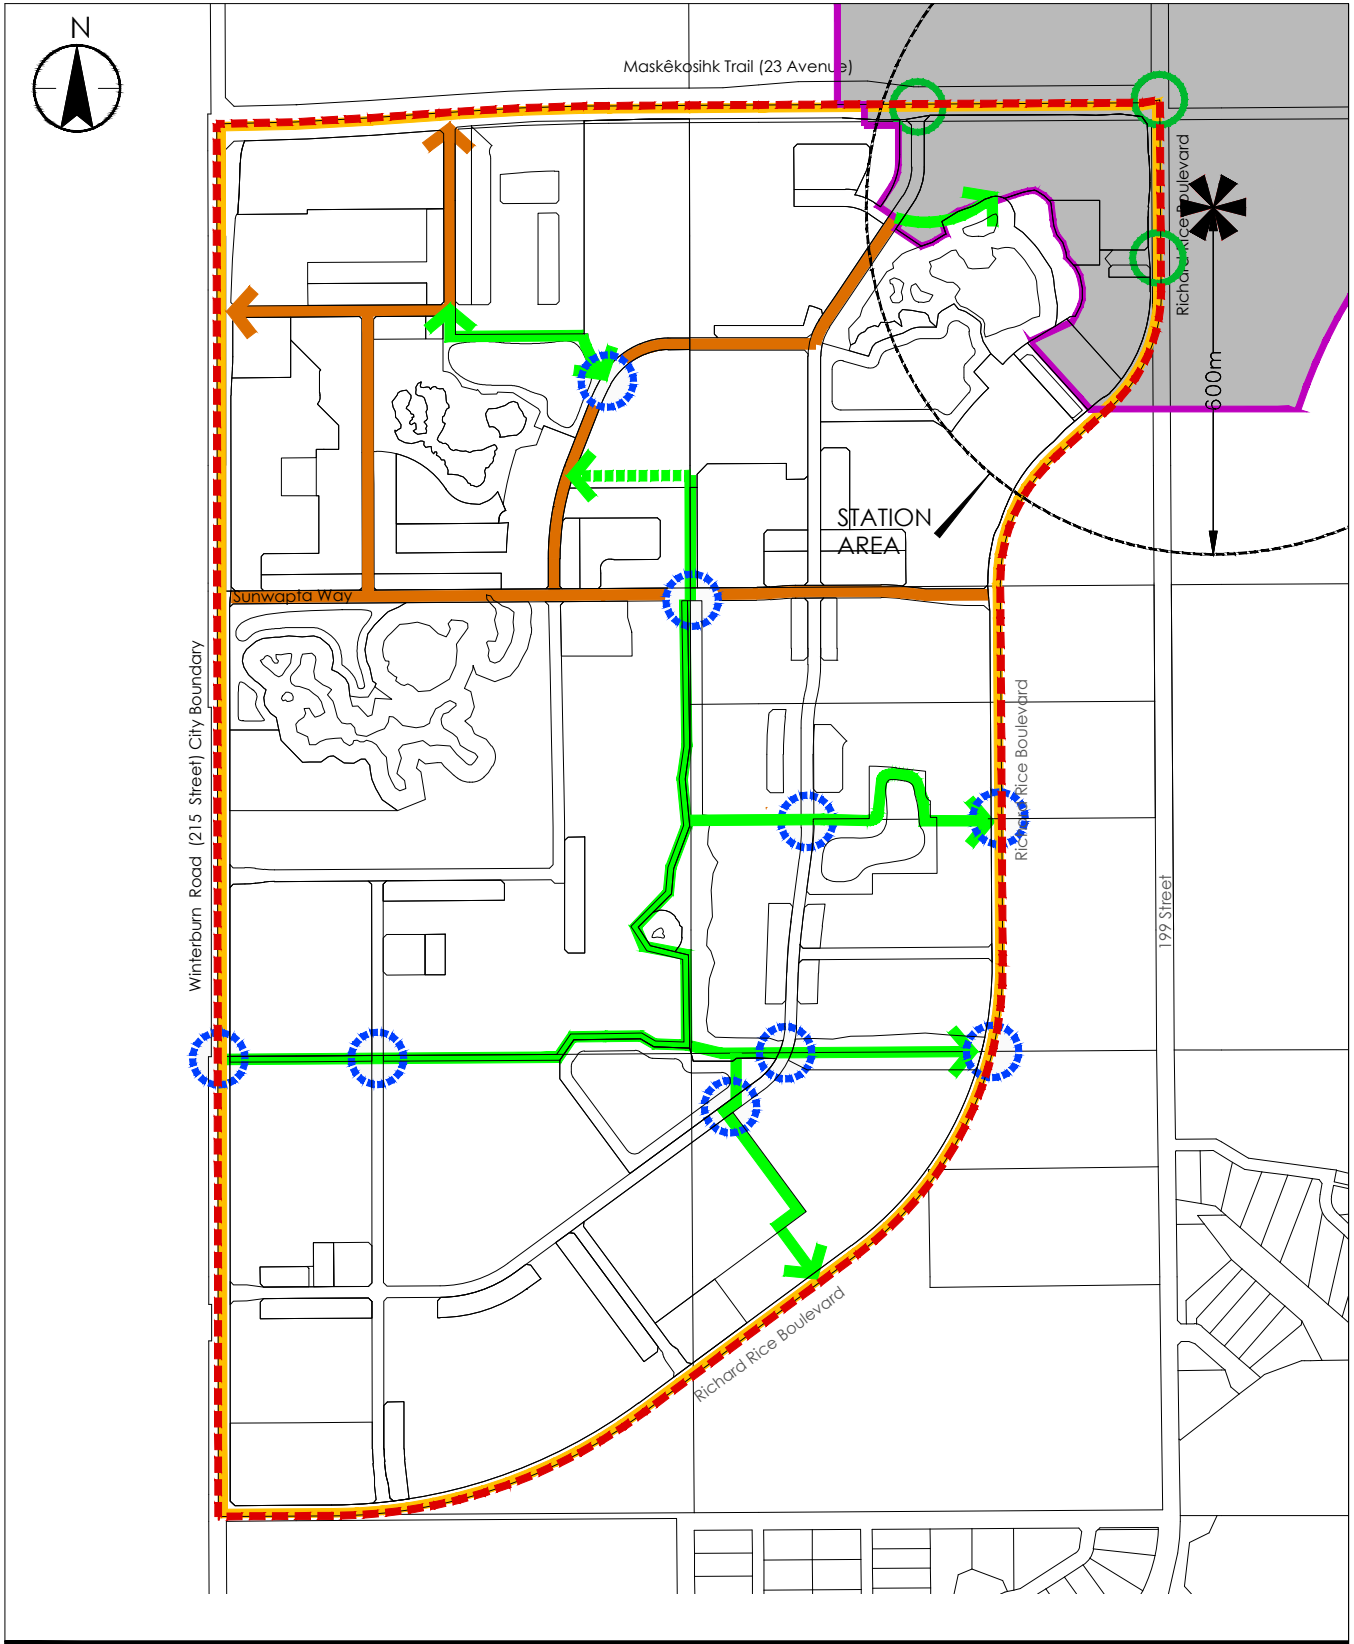 N
Maskêkosihk Trail (23 Avenue)
Richard Rice Boulevard
600m
STATION
AREA
Sunwapta Way
Winterburn Road (215 Street) City Boundary
Richard Rice Boulevard
199 Street
Richard Rice Boulevard